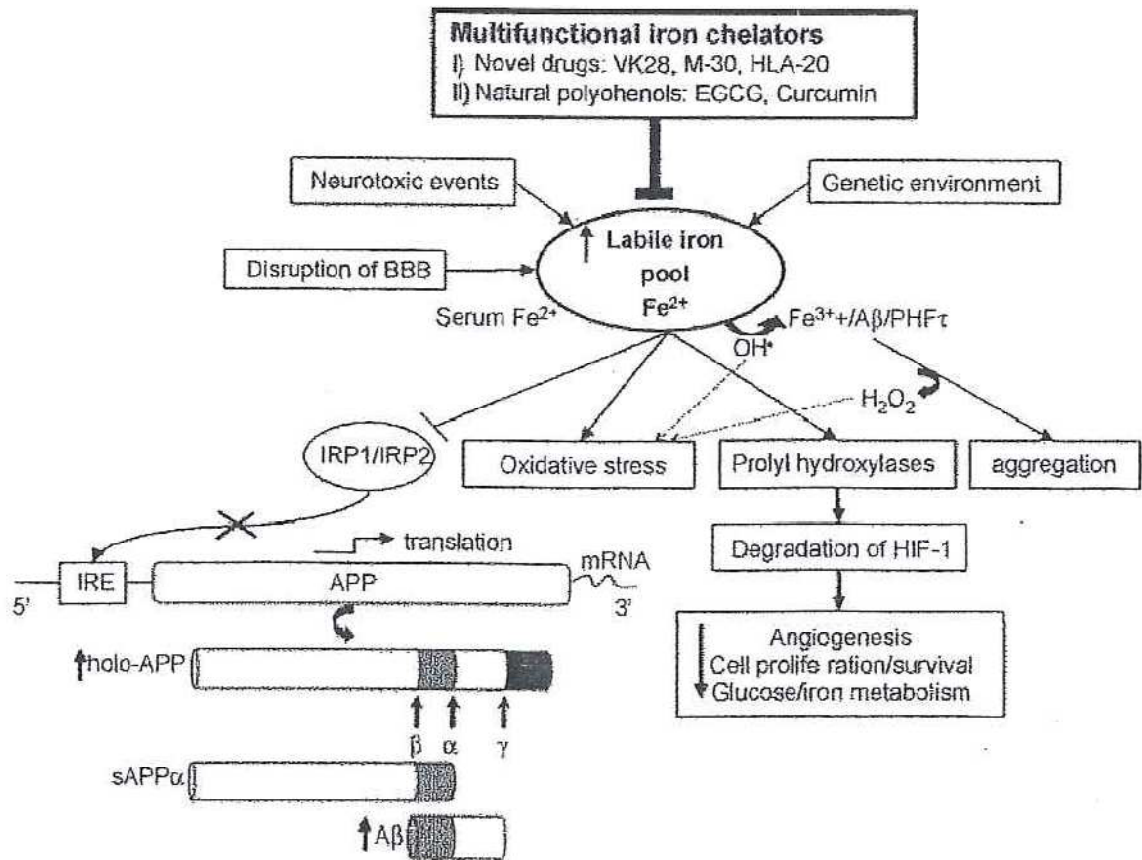 Multifunctional iron chelators
I) Novel drugs: VK28, M-30, HLA-20
II) Natural polyohenols: EGCG, Curcumin
Neurotoxic events
Genetic environment
Labile iron
pool
Fe²⁺
Disruption of BBB
Serum Fe²⁺
Fe³⁺+/Aβ/PHFτ
OH•
H₂O₂
IRP1/IRP2
Oxidative stress
Prolyl hydroxylases
aggregation
translation
mRNA
Degradation of HIF-1
IRE
APP
5'
3'
Angiogenesis
Cell prolife ration/survival
Glucose/iron metabolism
holo-APP
β α γ
sAPPα
Aβ